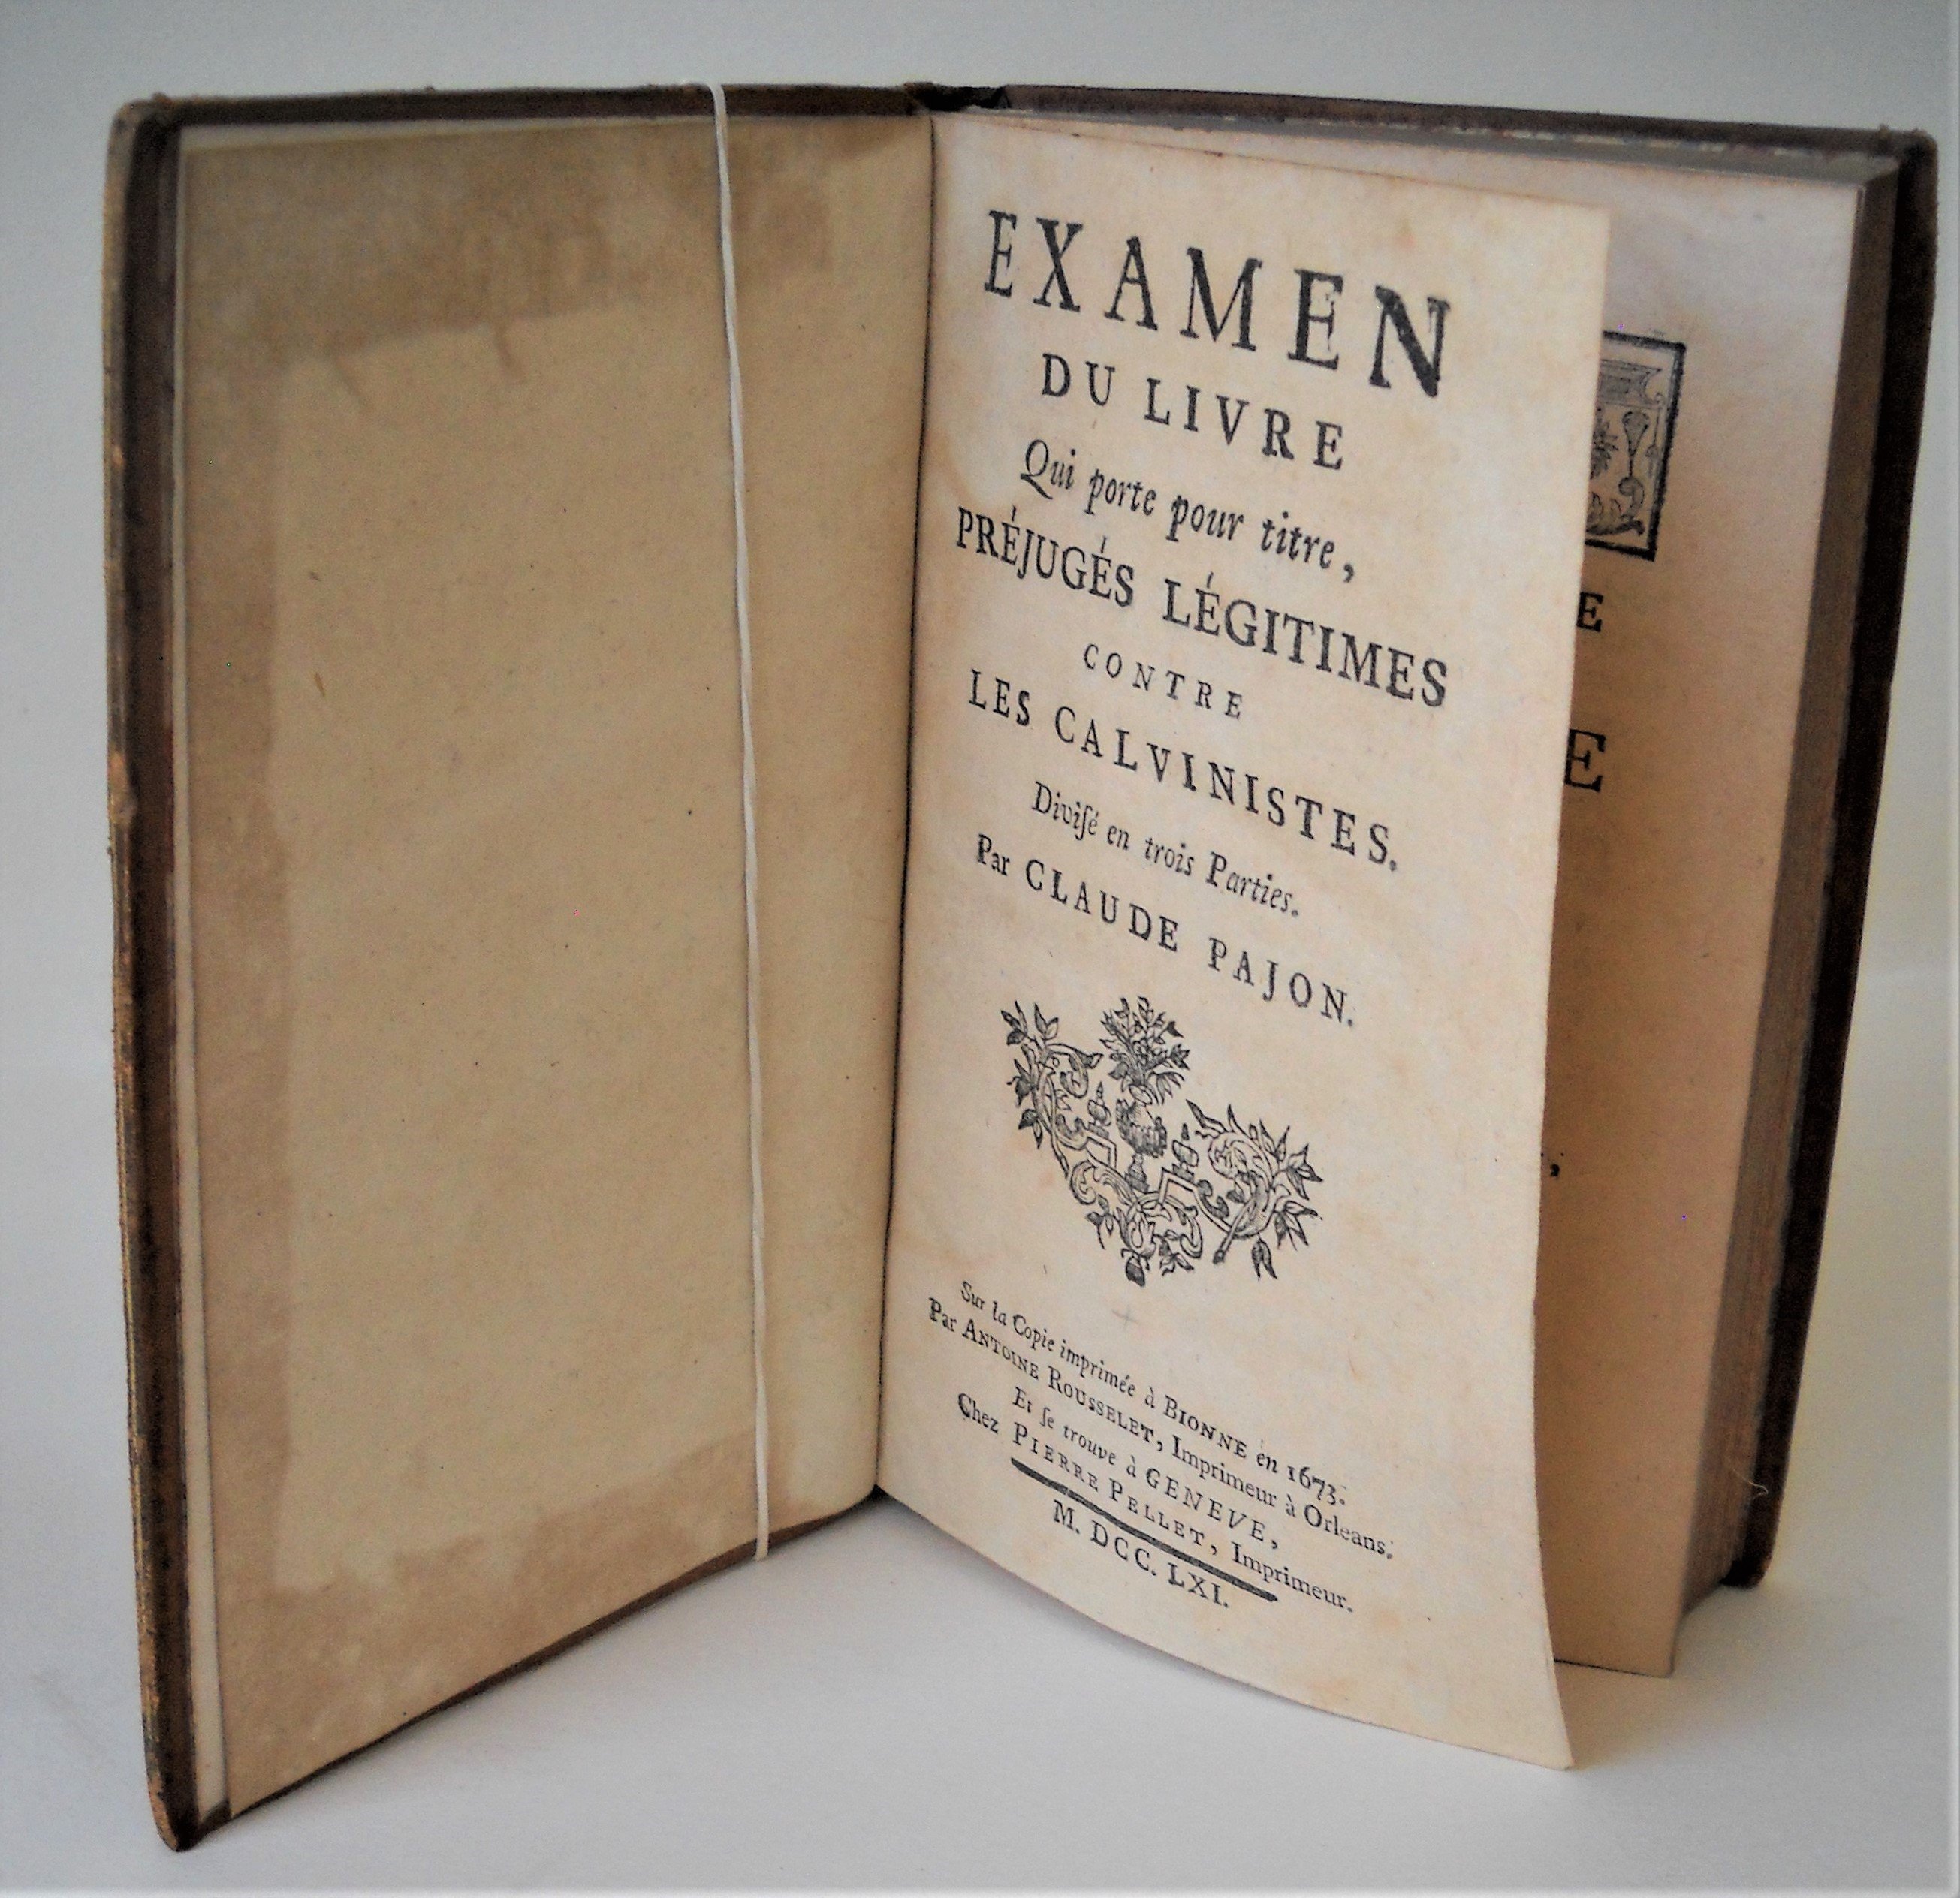 EXAMEN
DU LIVRE
Qui porte pour titre,
PRÉJUGÉS LÉGITIMES
CONTRE
LES CALVINISTES.
Diviſé en trois Parties.
Par CLAUDE PAJON.
Sur la Copie imprimée à BIONNE en 1673.
Par ANTOINE ROUSSELET, Imprimeur à Orleans.
Et ſe trouve à GENEVE,
Chez PIERRE PELLET, Imprimeur.
M. DCC. LXI.
E
E
,